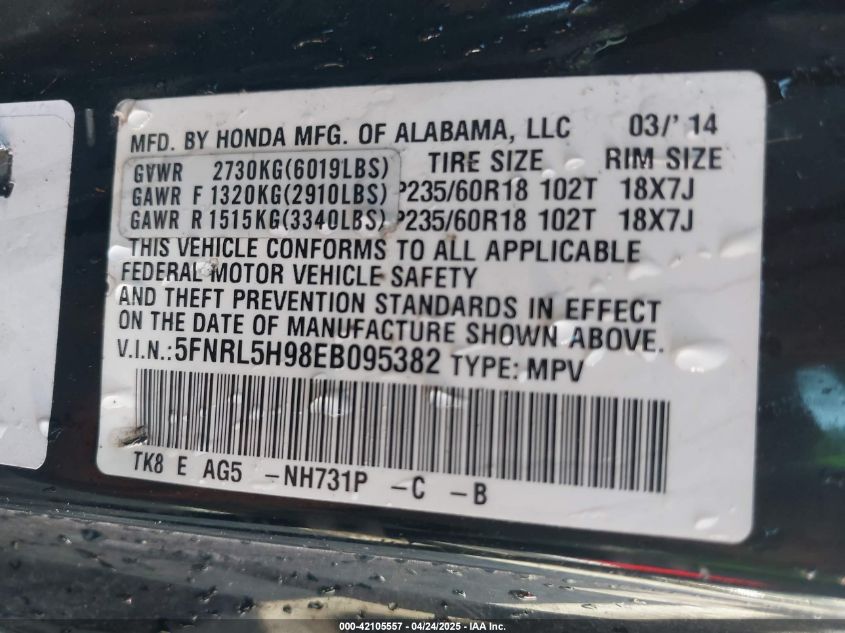 MFD. BY HONDA MFG. OF ALABAMA, LLC 03/'14
GVWR 2730KG(6019LBS) TIRE SIZE RIM SIZE
GAWR F 1320KG(2910LBS) P235/60R18 102T 18X7J
GAWR R 1515KG(3340LBS) P235/60R18 102T 18X7J
THIS VEHICLE CONFORMS TO ALL APPLICABLE
FEDERAL MOTOR VEHICLE SAFETY
AND THEFT PREVENTION STANDARDS IN EFFECT
ON THE DATE OF MANUFACTURE SHOWN ABOVE.
V.I.N.:5FNRL5H98EB095382 TYPE: MPV
TK8 E AG5 -NH731P -C -B
000-42105557 - 04/24/2025 - IAA Inc.